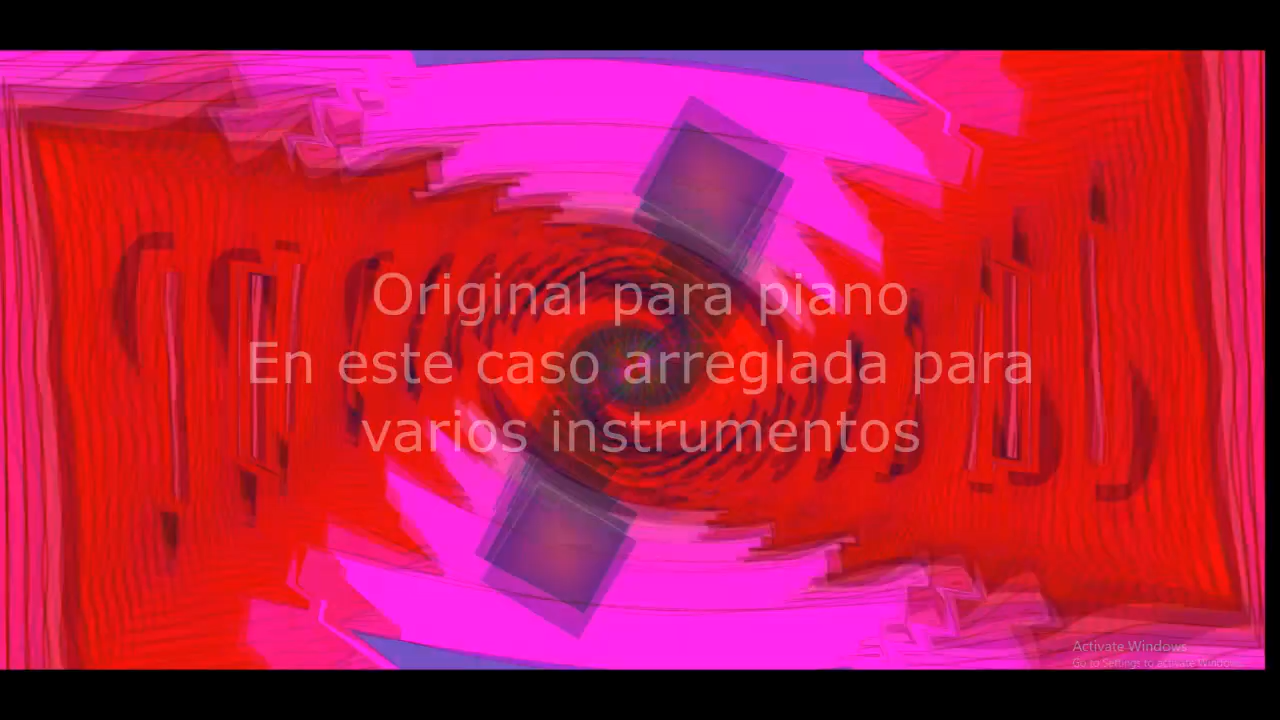 Original para piano
En este caso arreglada para
varios instrumentos
Activate Windows
Go to Settings to activate Windows.